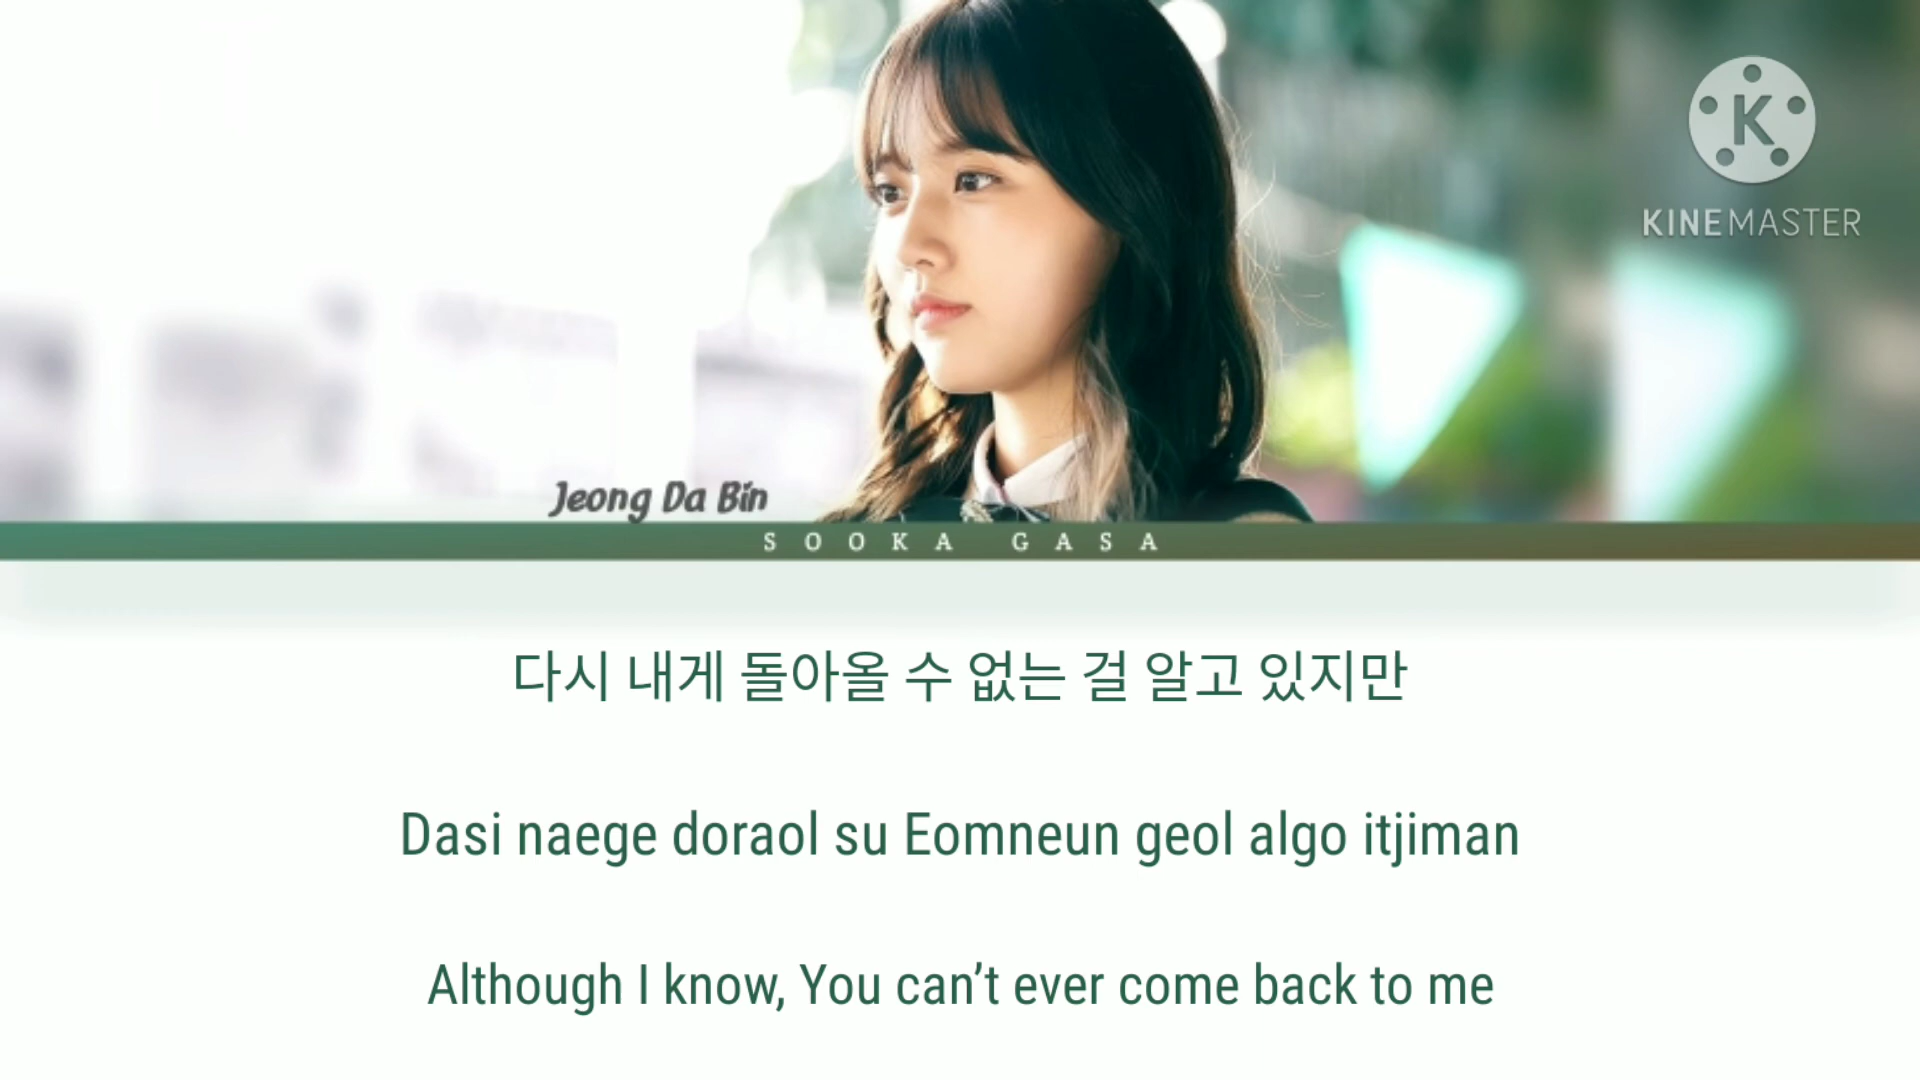 K
KINEMASTER
Jeong Da Bin
SOOKA GASA
다시 내게 돌아올 수 없는 걸 알고 있지만
Dasi naege doraol su Eomneun geol algo itjiman
Although I know, You can’t ever come back to me